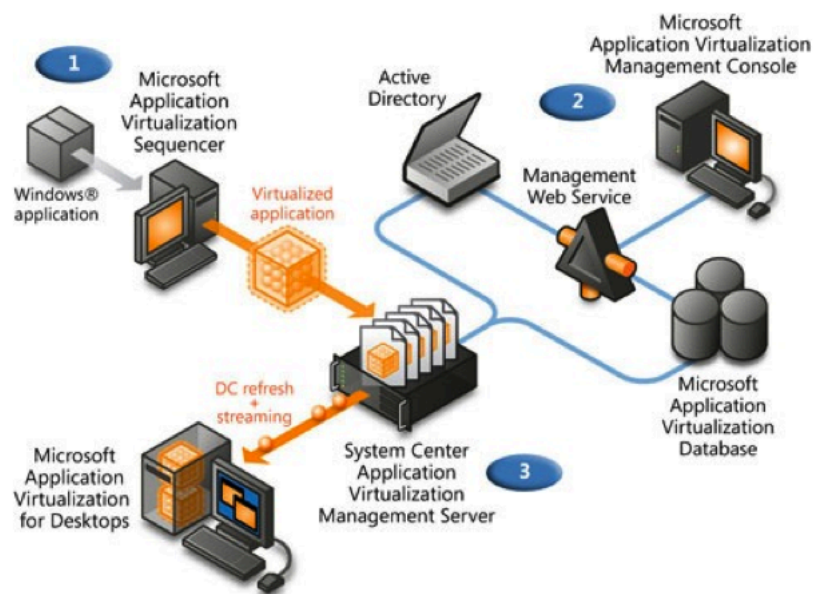 1
Microsoft
Application
Virtualization
Sequencer
Windows®
application
Virtualized
application
Active
Directory
2
Microsoft
Application Virtualization
Management Console
Management
Web Service
Microsoft
Application
Virtualization
Database
DC refresh
+
streaming
System Center
Application
Virtualization
Management Server
3
Microsoft
Application
Virtualization
for Desktops